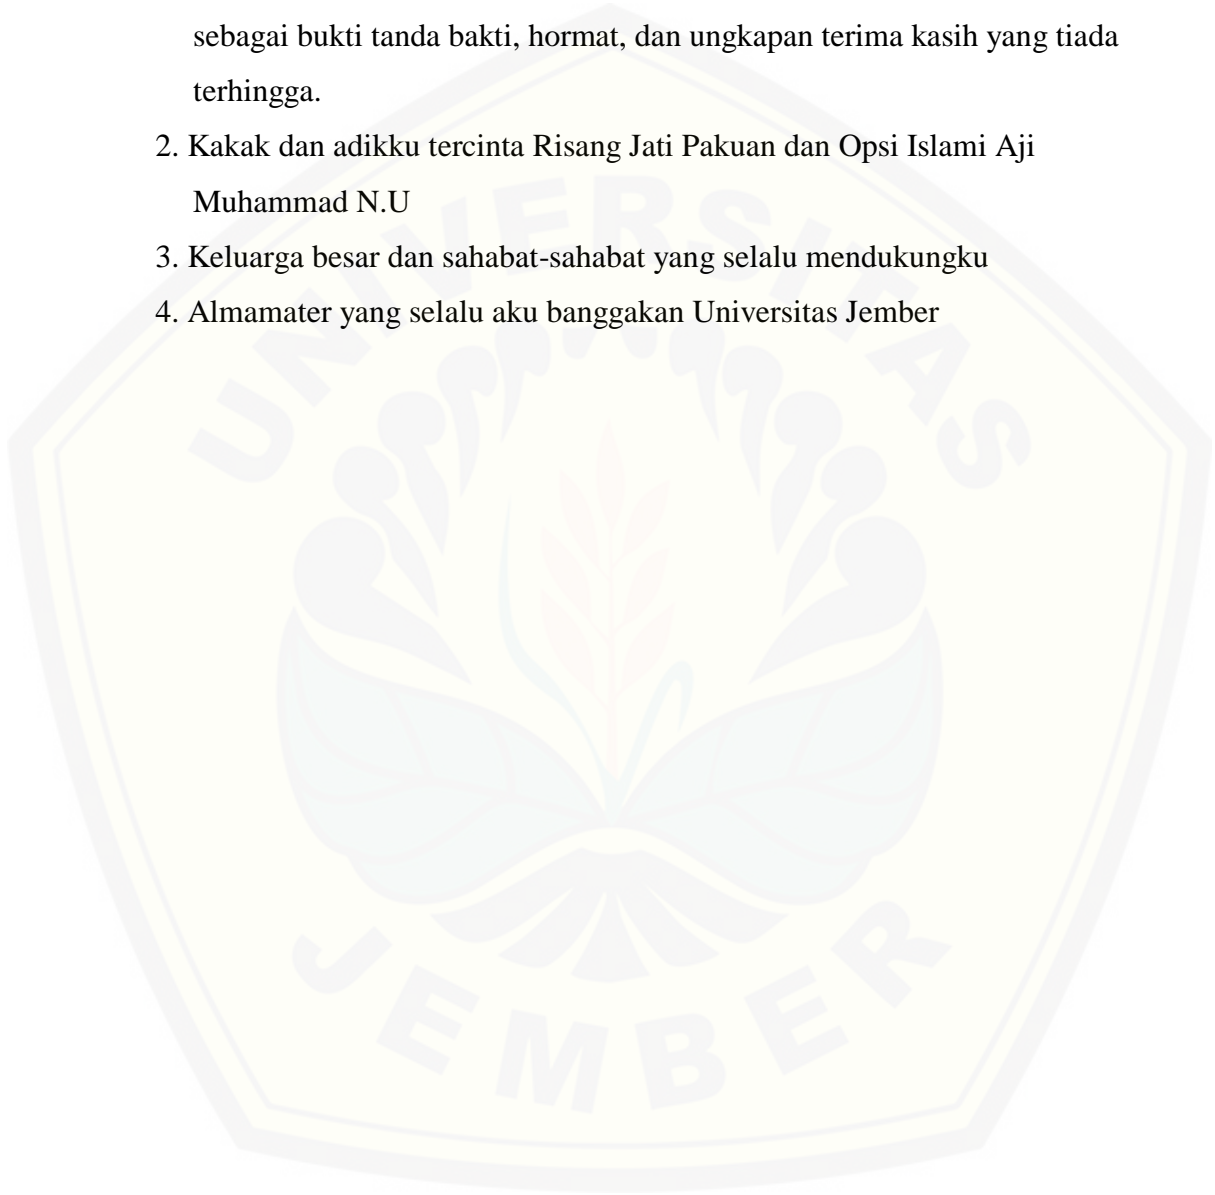 sebagai bukti tanda bakti, hormat, dan ungkapan terima kasih yang tiada
terhingga.
2. Kakak dan adikku tercinta Risang Jati Pakuan dan Opsi Islami Aji
Muhammad N.U
3. Keluarga besar dan sahabat-sahabat yang selalu mendukungku
4. Almamater yang selalu aku banggakan Universitas Jember
UNIVERSITAS
JEMBER